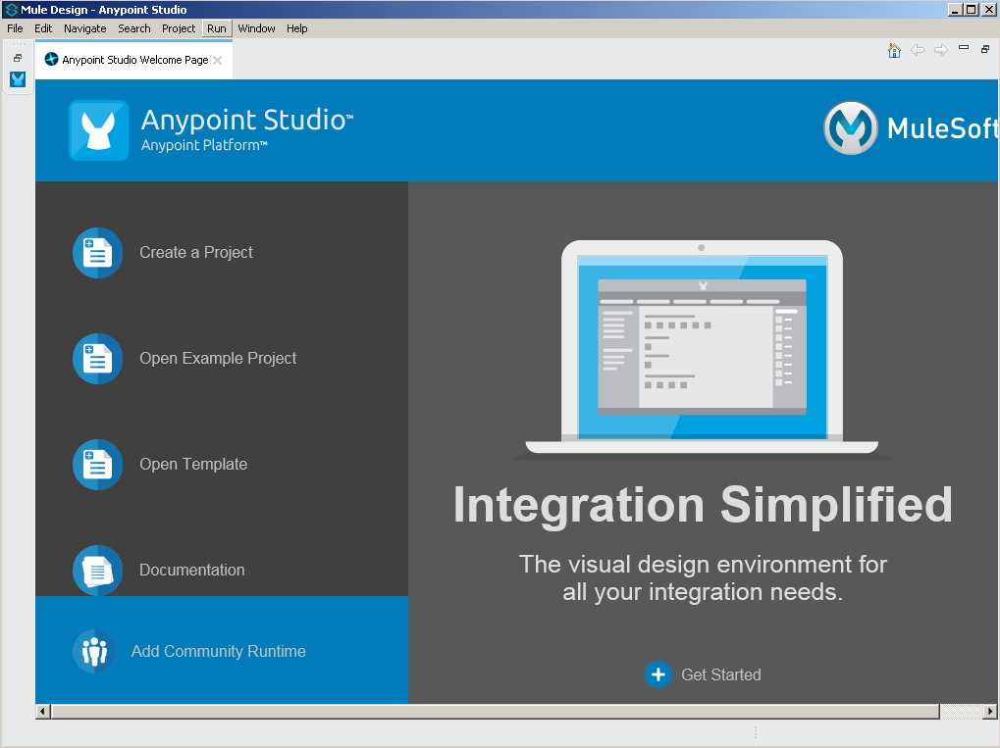 Mule Design - Anypoint Studio
File Edit Navigate Search Project Run Window Help
Anypoint Studio Welcome Page
Anypoint Studio™
Anypoint Platform™
MuleSoft
Create a Project
Open Example Project
Open Template
Documentation
Add Community Runtime
Integration Simplified
The visual design environment for
all your integration needs.
Get Started